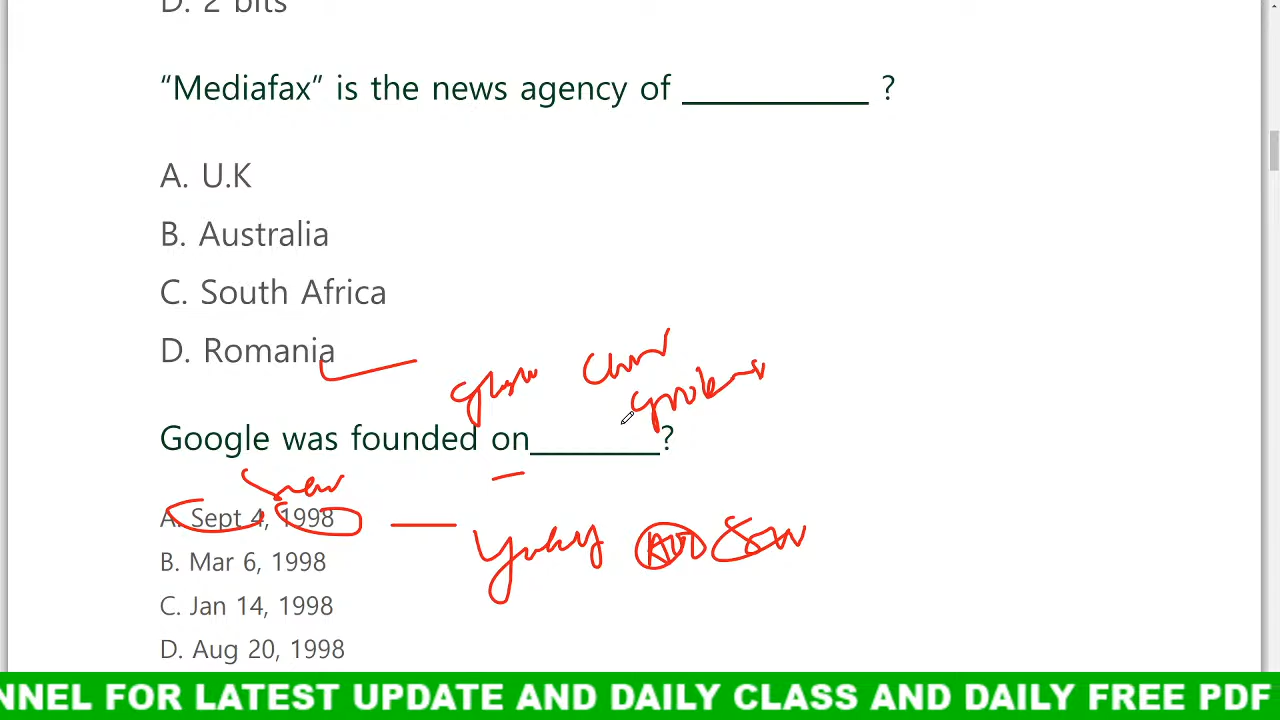 D. 2 bits
“Mediafax” is the news agency of ____________ ?
A. U.K
B. Australia
C. South Africa
D. Romania
Google was founded on________?
A. Sept 4, 1998
B. Mar 6, 1998
C. Jan 14, 1998
D. Aug 20, 1998
NNEL FOR LATEST UPDATE AND DAILY CLASS AND DAILY FREE PDF